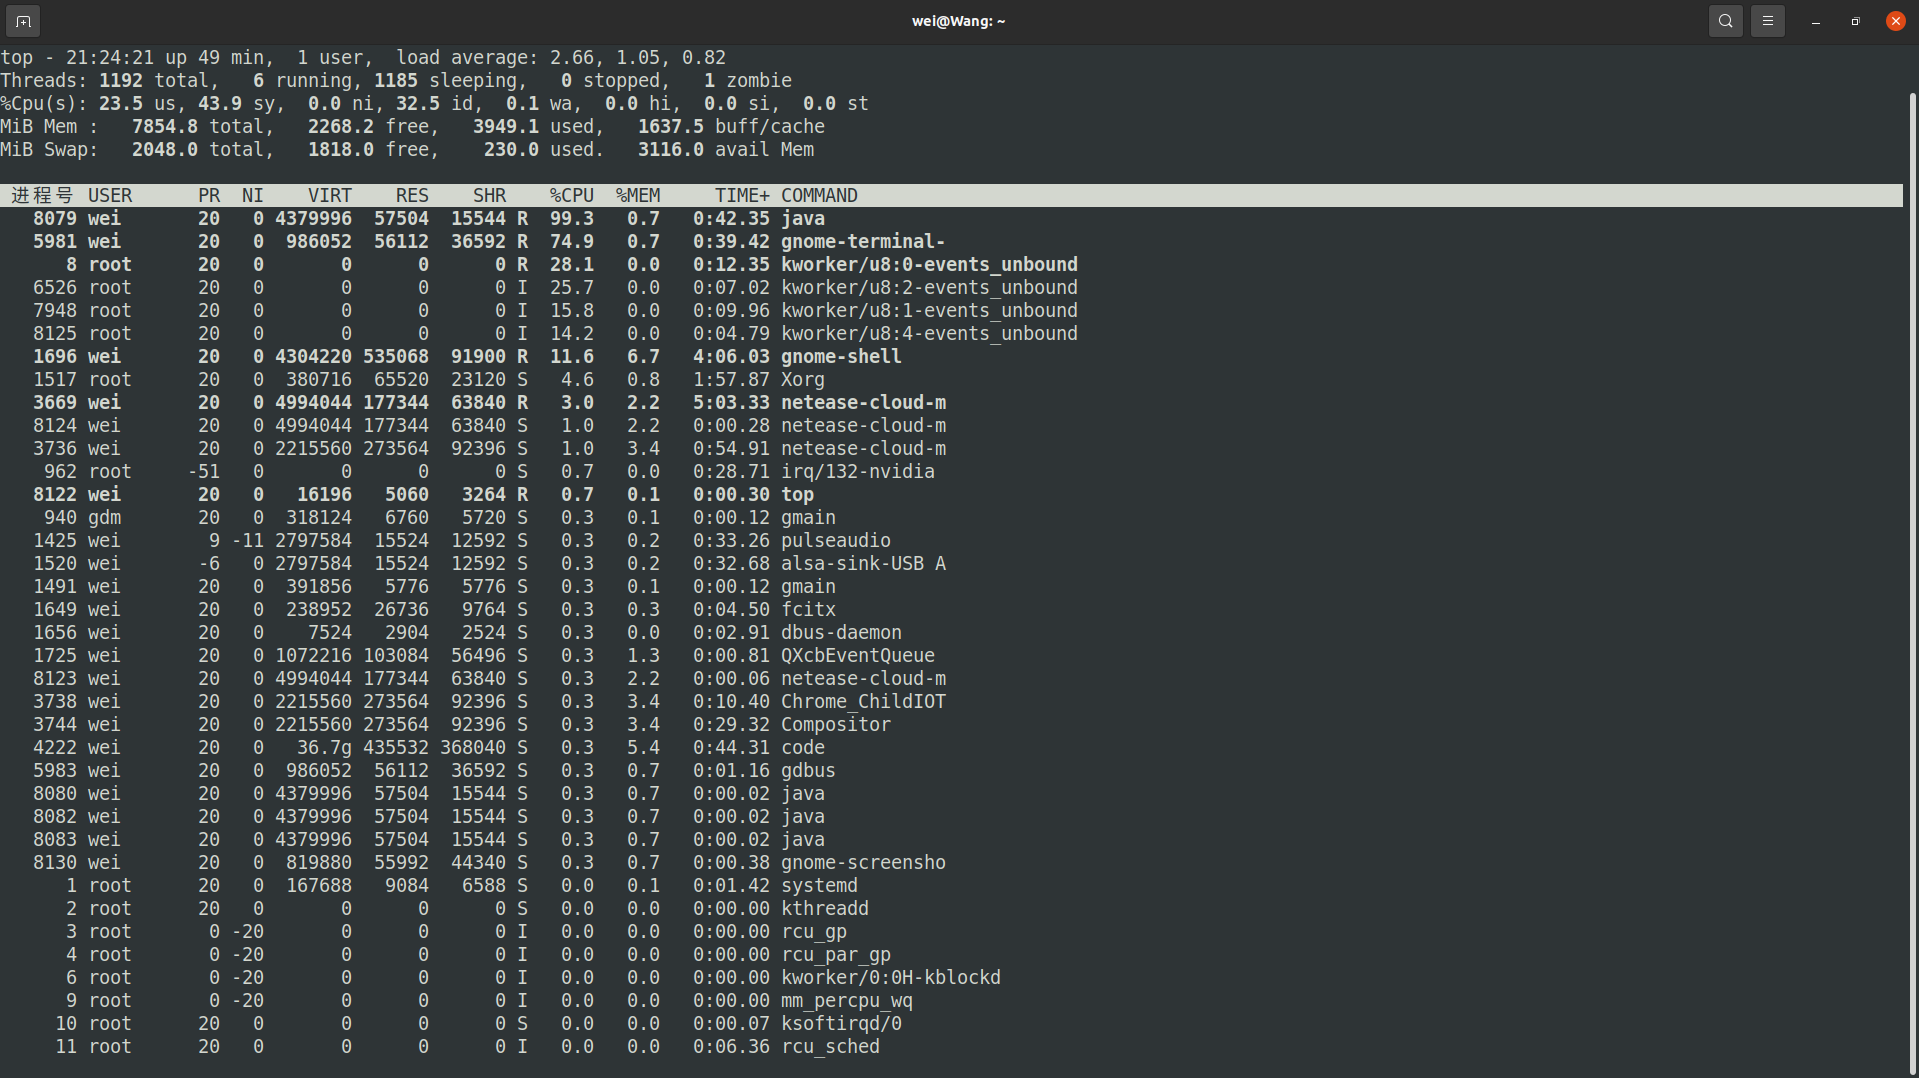 wei@Wang: ~
top - 21:24:21 up 49 min,  1 user,  load average: 2.66, 1.05, 0.82
Threads: 1192 total,   6 running, 1185 sleeping,   0 stopped,   1 zombie
%Cpu(s): 23.5 us, 43.9 sy,  0.0 ni, 32.5 id,  0.1 wa,  0.0 hi,  0.0 si,  0.0 st
MiB Mem :   7854.8 total,   2268.2 free,   3949.1 used,   1637.5 buff/cache
MiB Swap:   2048.0 total,   1818.0 free,    230.0 used.   3116.0 avail Mem
进程号 USER      PR  NI    VIRT    RES    SHR    %CPU  %MEM     TIME+ COMMAND
8079 wei       20   0 4379996  57504  15544 R  99.3   0.7   0:42.35 java
5981 wei       20   0  986052  56112  36592 R  74.9   0.7   0:39.42 gnome-terminal-
8 root      20   0       0      0      0 R  28.1   0.0   0:12.35 kworker/u8:0-events_unbound
6526 root      20   0       0      0      0 I  25.7   0.0   0:07.02 kworker/u8:2-events_unbound
7948 root      20   0       0      0      0 I  15.8   0.0   0:09.96 kworker/u8:1-events_unbound
8125 root      20   0       0      0      0 I  14.2   0.0   0:04.79 kworker/u8:4-events_unbound
1696 wei       20   0 4304220 535068  91900 R  11.6   6.7   4:06.03 gnome-shell
1517 root      20   0  380716  65520  23120 S   4.6   0.8   1:57.87 Xorg
3669 wei       20   0 4994044 177344  63840 R   3.0   2.2   5:03.33 netease-cloud-m
8124 wei       20   0 4994044 177344  63840 S   1.0   2.2   0:00.28 netease-cloud-m
3736 wei       20   0 2215560 273564  92396 S   1.0   3.4   0:54.91 netease-cloud-m
962 root     -51   0       0      0      0 S   0.7   0.0   0:28.71 irq/132-nvidia
8122 wei       20   0   16196   5060   3264 R   0.7   0.1   0:00.30 top
940 gdm       20   0  318124   6760   5720 S   0.3   0.1   0:00.12 gmain
1425 wei        9 -11 2797584  15524  12592 S   0.3   0.2   0:33.26 pulseaudio
1520 wei       -6   0 2797584  15524  12592 S   0.3   0.2   0:32.68 alsa-sink-USB A
1491 wei       20   0  391856   5776   5776 S   0.3   0.1   0:00.12 gmain
1649 wei       20   0  238952  26736   9764 S   0.3   0.3   0:04.50 fcitx
1656 wei       20   0    7524   2904   2524 S   0.3   0.0   0:02.91 dbus-daemon
1725 wei       20   0 1072216 103084  56496 S   0.3   1.3   0:00.81 QXcbEventQueue
8123 wei       20   0 4994044 177344  63840 S   0.3   2.2   0:00.06 netease-cloud-m
3738 wei       20   0 2215560 273564  92396 S   0.3   3.4   0:10.40 Chrome_ChildIOT
3744 wei       20   0 2215560 273564  92396 S   0.3   3.4   0:29.32 Compositor
4222 wei       20   0   36.7g 435532 368040 S   0.3   5.4   0:44.31 code
5983 wei       20   0  986052  56112  36592 S   0.3   0.7   0:01.16 gdbus
8080 wei       20   0 4379996  57504  15544 S   0.3   0.7   0:00.02 java
8082 wei       20   0 4379996  57504  15544 S   0.3   0.7   0:00.02 java
8083 wei       20   0 4379996  57504  15544 S   0.3   0.7   0:00.02 java
8130 wei       20   0  819880  55992  44340 S   0.3   0.7   0:00.38 gnome-screensho
1 root      20   0  167688   9084   6588 S   0.0   0.1   0:01.42 systemd
2 root      20   0       0      0      0 S   0.0   0.0   0:00.00 kthreadd
3 root       0 -20       0      0      0 I   0.0   0.0   0:00.00 rcu_gp
4 root       0 -20       0      0      0 I   0.0   0.0   0:00.00 rcu_par_gp
6 root       0 -20       0      0      0 I   0.0   0.0   0:00.00 kworker/0:0H-kblockd
9 root       0 -20       0      0      0 I   0.0   0.0   0:00.00 mm_percpu_wq
10 root      20   0       0      0      0 S   0.0   0.0   0:00.07 ksoftirqd/0
11 root      20   0       0      0      0 I   0.0   0.0   0:06.36 rcu_sched